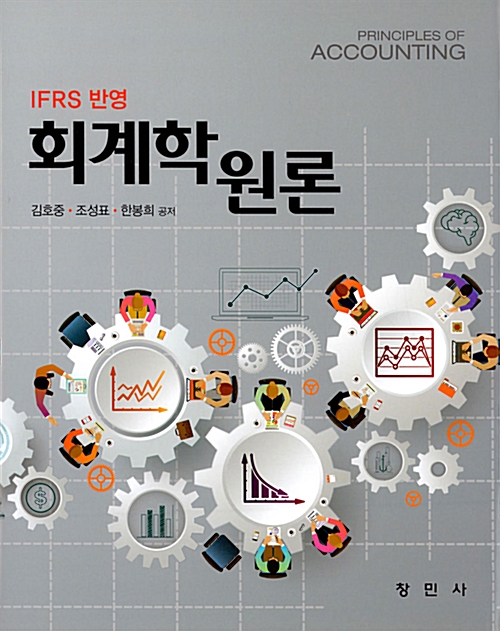 PRINCIPLES OF
ACCOUNTING
IFRS 반영
회계학 원론
김호중 • 조성표 • 한봉희 공저
창민사